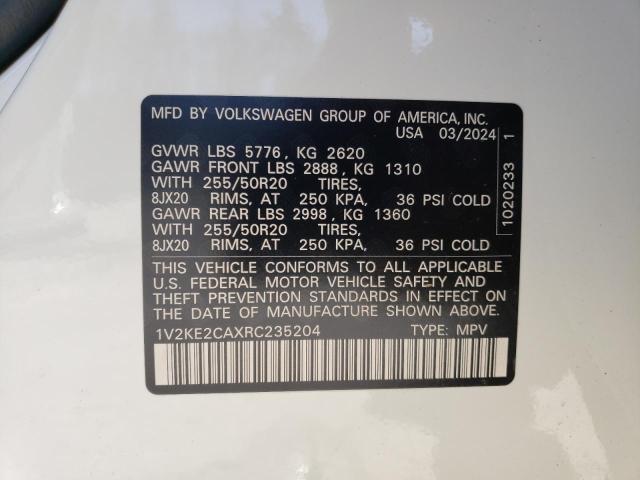 MFD BY VOLKSWAGEN GROUP OF AMERICA, INC.
USA 03/2024
GVWR LBS 5776, KG 2620
GAWR FRONT LBS 2888, KG 1310
WITH 255/50R20 TIRES,
8JX20 RIMS, AT 250 KPA, 36 PSI COLD
GAWR REAR LBS 2998, KG 1360
WITH 255/50R20 TIRES,
8JX20 RIMS, AT 250 KPA, 36 PSI COLD
THIS VEHICLE CONFORMS TO ALL APPLICABLE
U.S. FEDERAL MOTOR VEHICLE SAFETY AND
THEFT PREVENTION STANDARDS IN EFFECT ON
THE DATE OF MANUFACTURE SHOWN ABOVE.
1V2KE2CAXRC235204 TYPE: MPV
1020233 1